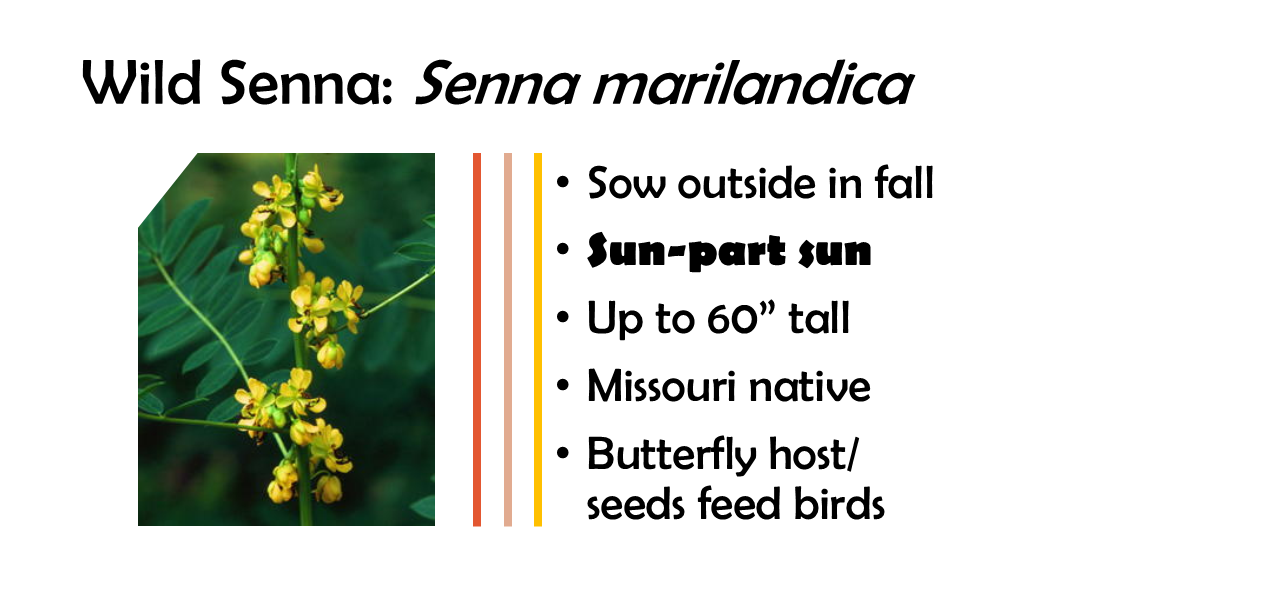 Wild Senna: Senna marilandica
• Sow outside in fall
• Sun-part sun
• Up to 60” tall
• Missouri native
• Butterfly host/
seeds feed birds